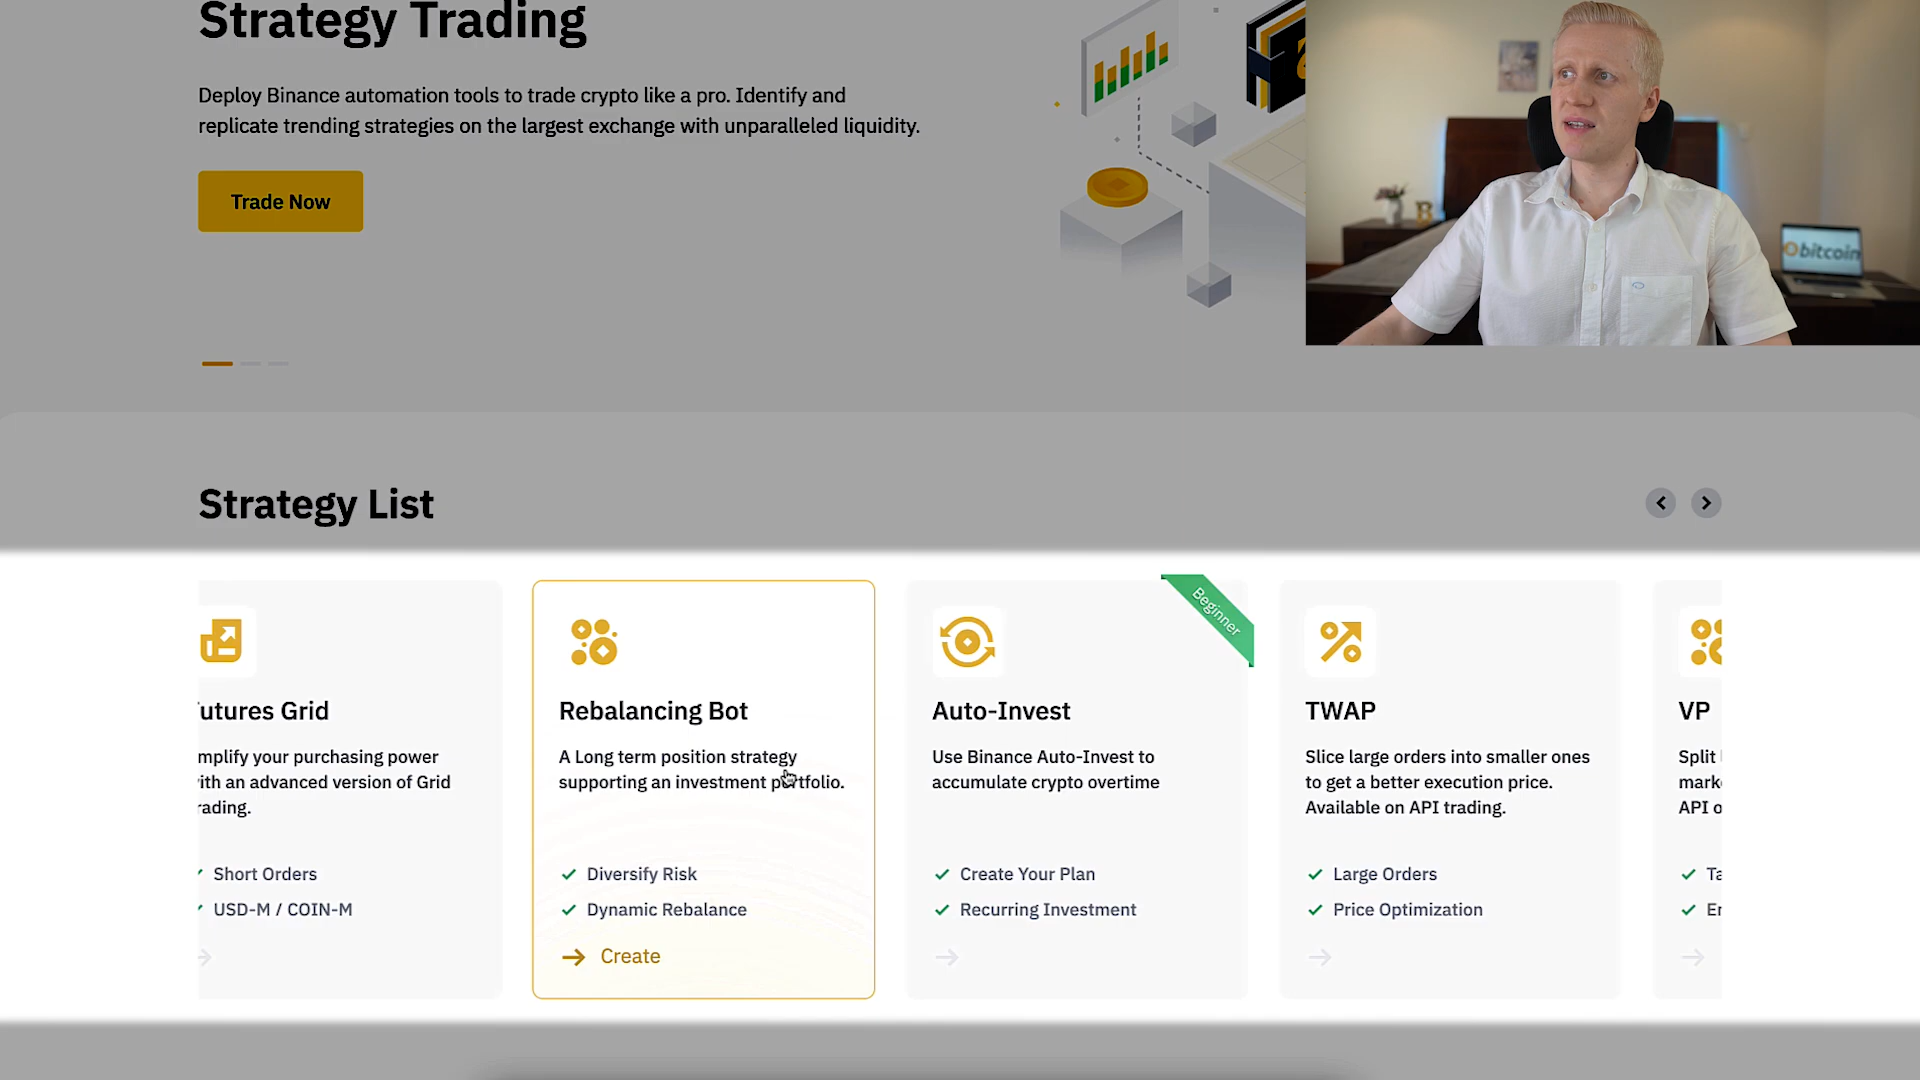 Strategy Trading
Deploy Binance automation tools to trade crypto like a pro. Identify and
replicate trending strategies on the largest exchange with unparalleled liquidity.
Trade Now
bitcoin
Strategy List
Beginner
utures Grid
mplify your purchasing power
ith an advanced version of Grid
rading.
Short Orders
USD-M / COIN-M
Rebalancing Bot
A Long term position strategy
supporting an investment portfolio.
Diversify Risk
Dynamic Rebalance
Create
Auto-Invest
Use Binance Auto-Invest to
accumulate crypto overtime
Create Your Plan
Recurring Investment
TWAP
Slice large orders into smaller ones
to get a better execution price.
Available on API trading.
Large Orders
Price Optimization
VP
Split
mark
API o
Ta
Er